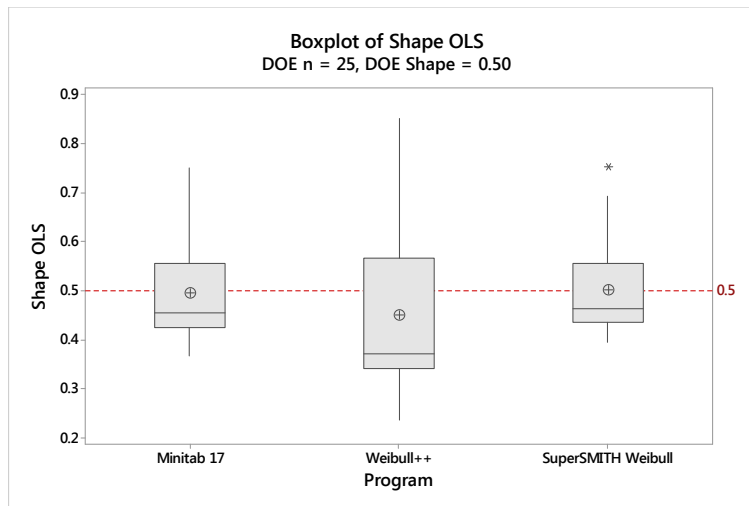 Boxplot of Shape OLS
DOE n = 25, DOE Shape = 0.50
Shape OLS
0.9
0.8
0.7
0.6
0.5
0.4
0.3
0.2
0.5
Minitab 17 Weibull++ SuperSMITH Weibull
Program